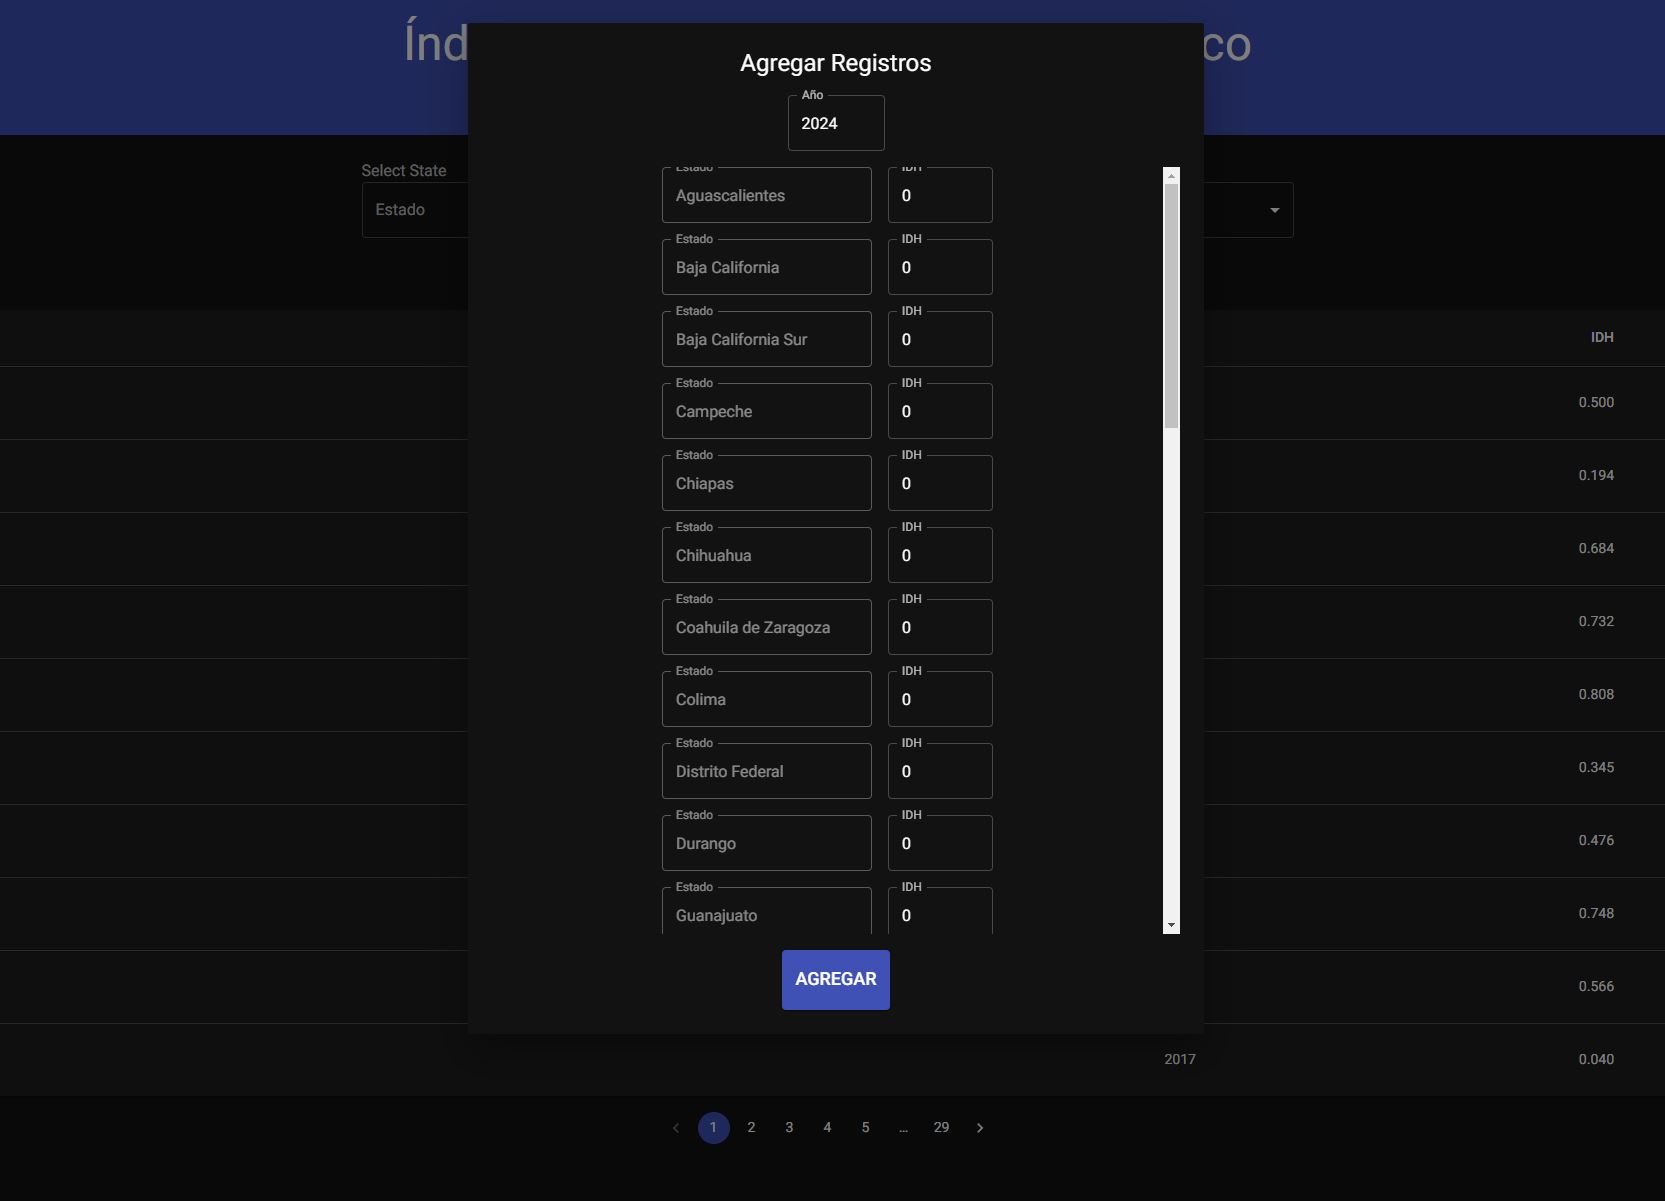 Índ
co
Agregar Registros
Año
2024
Select State
Estado
Estado IDH
Aguascalientes 0
Estado IDH
Baja California 0
Estado IDH
Baja California Sur 0
Estado IDH
Campeche 0
Estado IDH
Chiapas 0
Estado IDH
Chihuahua 0
Estado IDH
Coahuila de Zaragoza 0
Estado IDH
Colima 0
Estado IDH
Distrito Federal 0
Estado IDH
Durango 0
Estado IDH
Guanajuato 0
AGREGAR
IDH
0.500
0.194
0.684
0.732
0.808
0.345
0.476
0.748
0.566
2017 0.040
1 2 3 4 5 ... 29